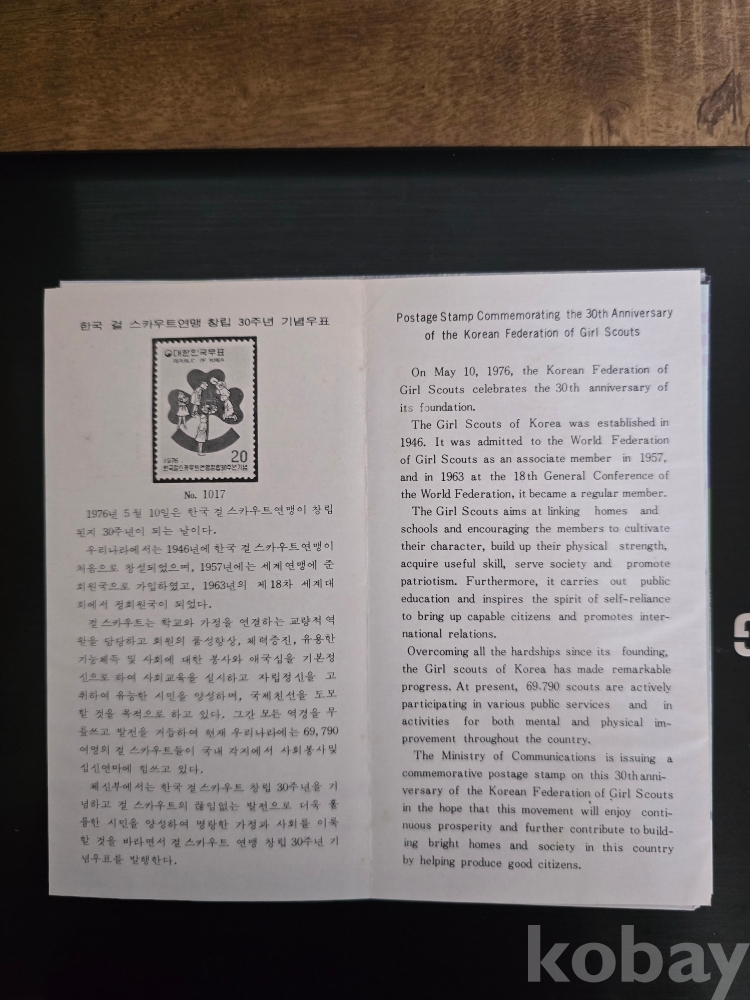 한국 걸 스카우트연맹 창립 30주년 기념우표
대한민국우표
REPUBLIC OF KOREA
1976
20
한국걸스카우트연맹창립30주년기념
No. 1017
1976년 5월 10일은 한국 걸스카우트연맹이 창립
된지 30주년이 되는 날이다.
우리나라에서는 1946년에 한국 걸스카우트연맹이
처음으로 창설되었으며, 1957년에는 세계연맹에 준
회원국으로 가입하였고, 1963년의 제18차 세계대
회에서 정회원국이 되었다.
걸스카우트는 학교와 가정을 연결하는 교량적역
할을 담당하고 회원의 품성향상, 체력증진, 유용한
기능체득 및 사회에 대한 봉사와 애국심을 기본정
신으로 하여 사회교육을 실시하고 자립정신을 고
취하여 유능한 시민을 양성하며, 국제친선을 도모
할 것을 목적으로 하고 있다. 그간 모든 역경을 무
릅쓰고 발전을 거듭하여 현재 우리나라에는 69,790
여명의 걸 스카우트들이 국내 각지에서 사회봉사및
심신연마에 힘쓰고 있다.
체신부에서는 한국 걸스카우트 창립 30주년을 기
념하고 걸 스카우트의 끊임없는 발전으로 더욱 훌
륭한 시민을 양성하여 명랑한 가정과 사회를 이룩
할 것을 바라면서 걸스카우트 연맹 창립 30주년 기
념우표를 발행한다.
Postage Stamp Commemorating the 30th Anniversary
of the Korean Federation of Girl Scouts
On May 10, 1976, the Korean Federation of
Girl Scouts celebrates the 30th anniversary of
its foundation.
The Girl Scouts of Korea was established in
1946. It was admitted to the World Federation
of Girl Scouts as an associate member in 1957,
and in 1963 at the 18th General Conference of
the World Federation, it became a regular member.
The Girl Scouts aims at linking homes and
schools and encouraging the members to cultivate
their character, build up their physical strength,
acquire useful skill, serve society and promote
patriotism. Furthermore, it carries out public
education and inspires the spirit of self-reliance
to bring up capable citizens and promotes inter-
national relations.
Overcoming all the hardships since its founding,
the Girl scouts of Korea has made remarkable
progress. At present, 69.790 scouts are actively
participating in various public services and in
activities for both mental and physical im-
provement throughout the country.
The Ministry of Communications is issuing a
commemorative postage stamp on this 30th anni-
versary of the Korean Federation of Girl Scouts
in the hope that this movement will enjoy conti-
nuous prosperity and further contribute to build-
ing bright homes and society in this country
by helping produce good citizens.
kobay